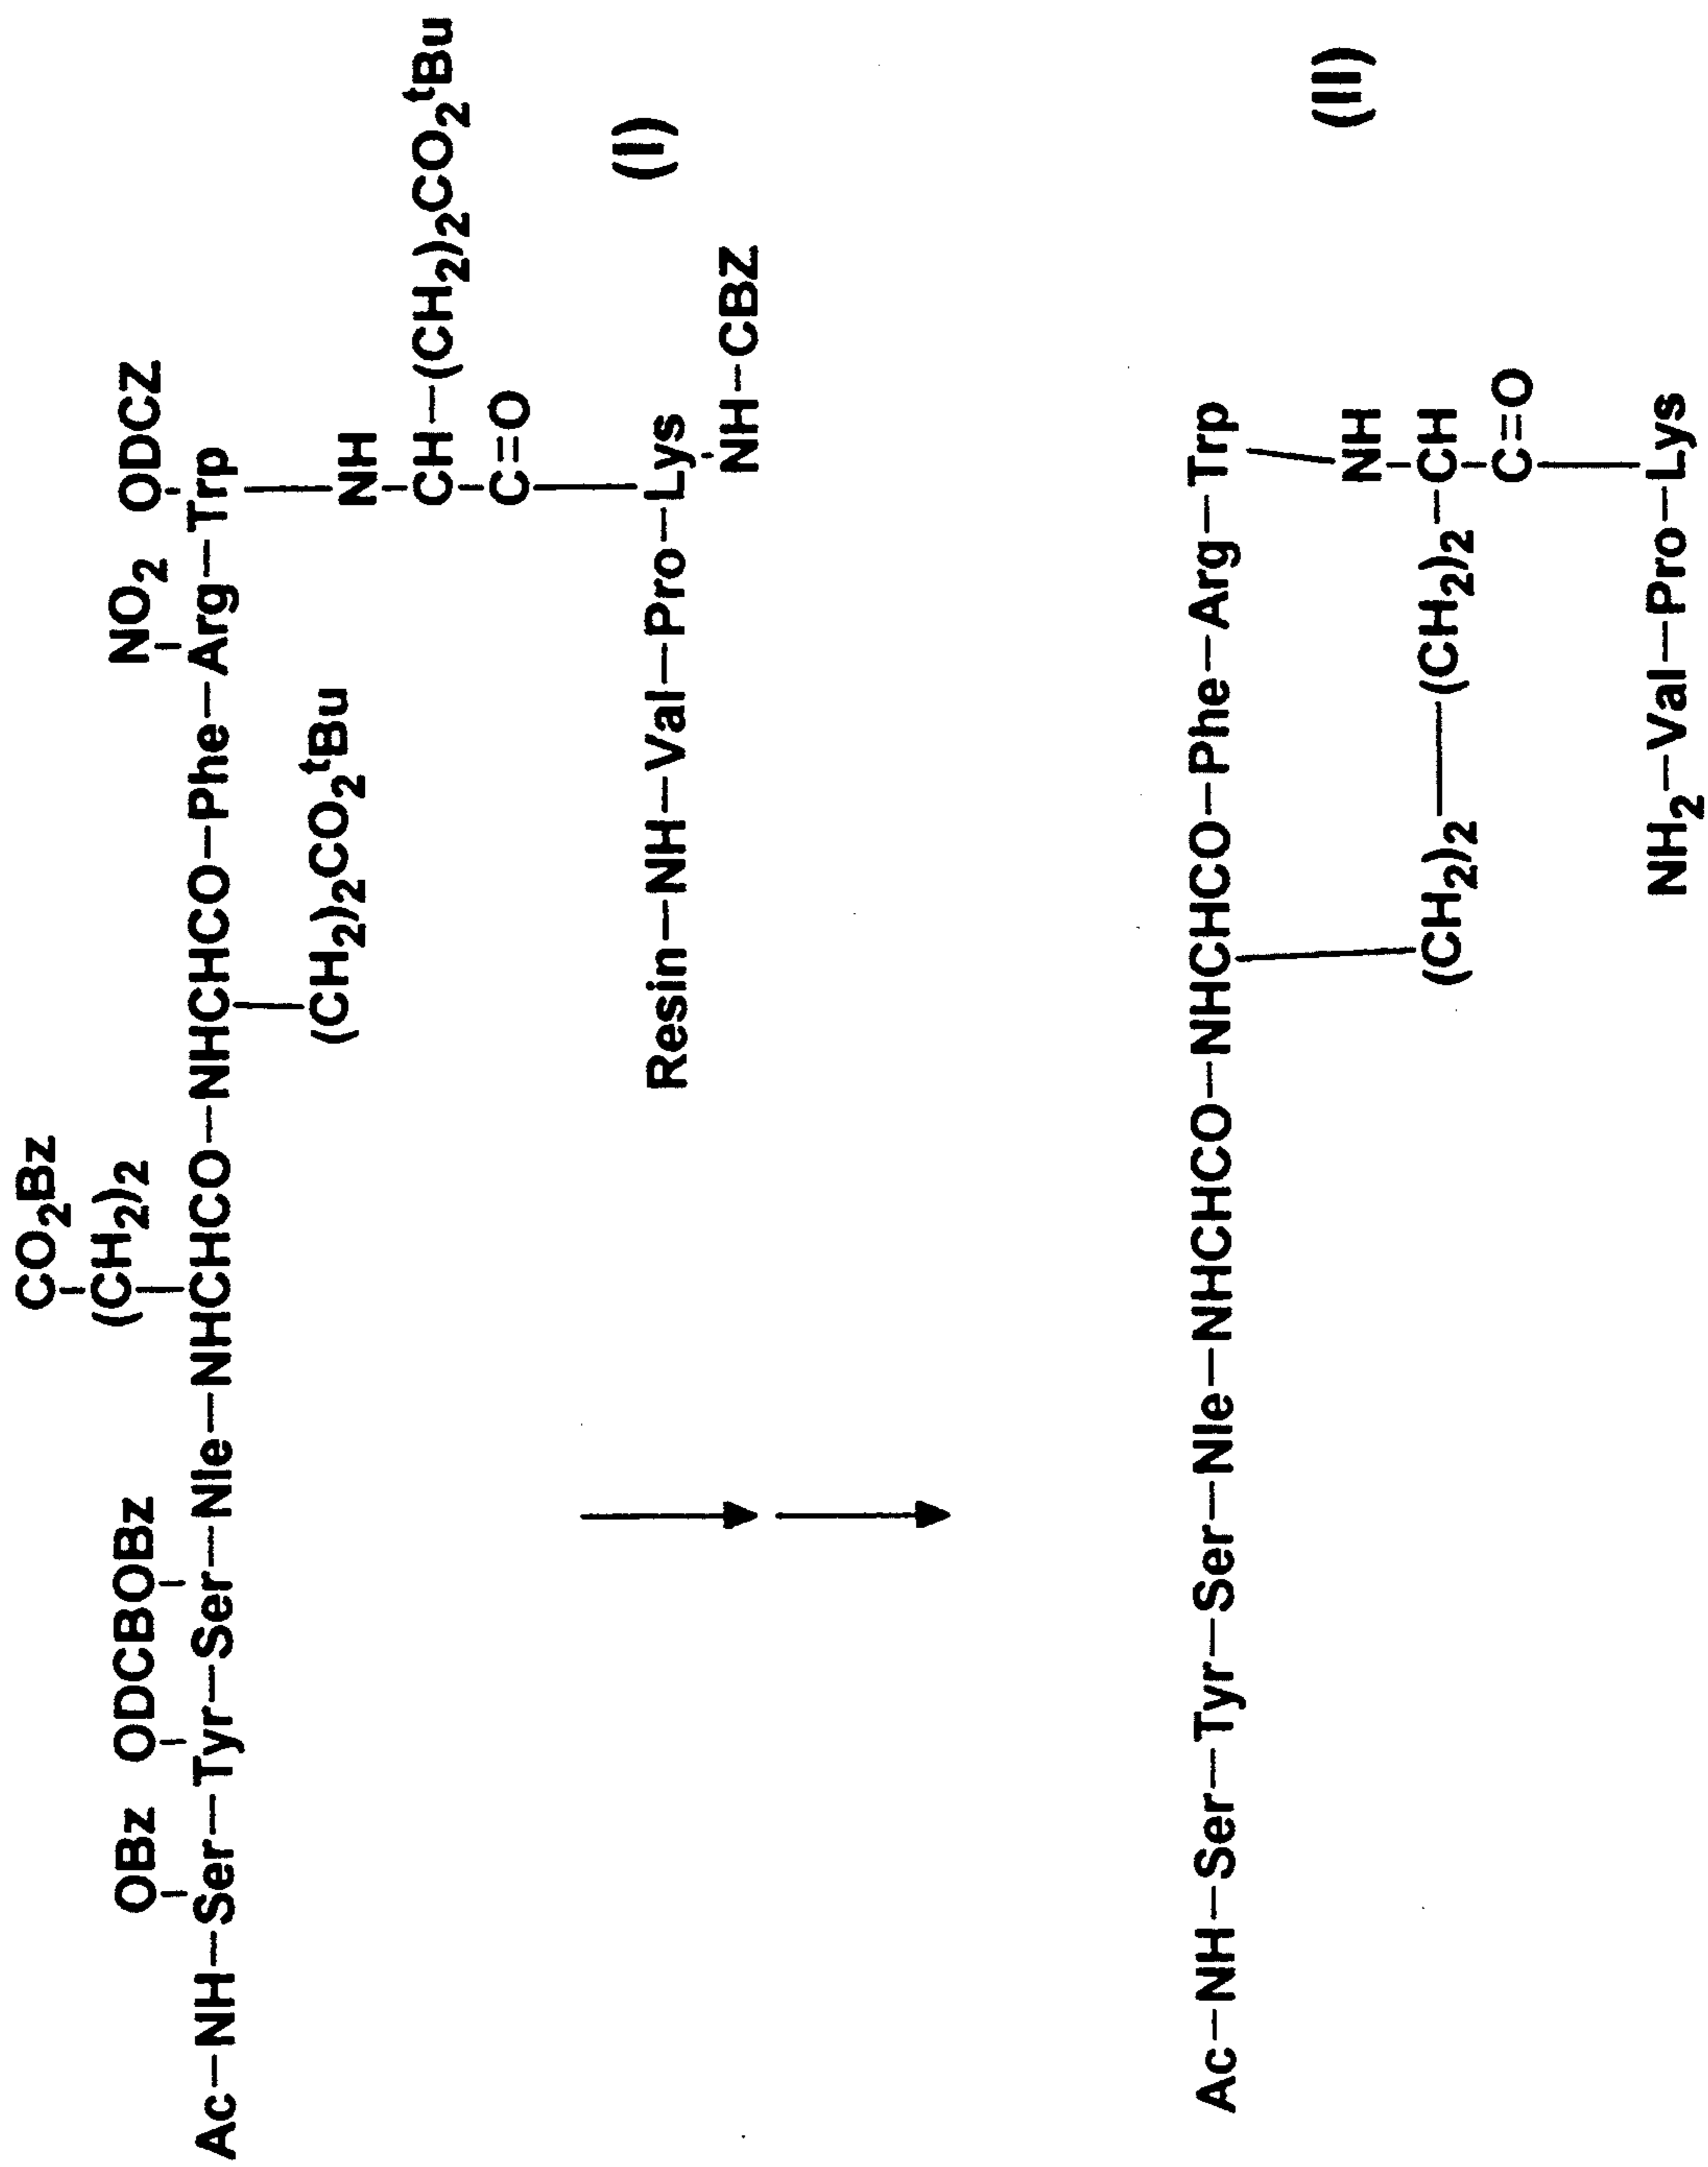 CO2Bz
OBz ODCBOBz (CH2)2 NO2 ODCZ
Ac-NH-Ser-Tyr-Ser-Nle-NHCHCO-NHCHCO-Phe-Arg-Trp
(CH2)2CO2tBu NH
CH-(CH2)2CO2tBu
C=O
Resin-NH-Val-Pro-Lys (I)
NH-CBZ
Ac-NH-Ser-Tyr-Ser-Nle-NHCHCO-NHCHCO-Phe-Arg-Trp
NH
(CH2)2-(CH2)2-CH (II)
C=O
NH2-Val-Pro-Lys